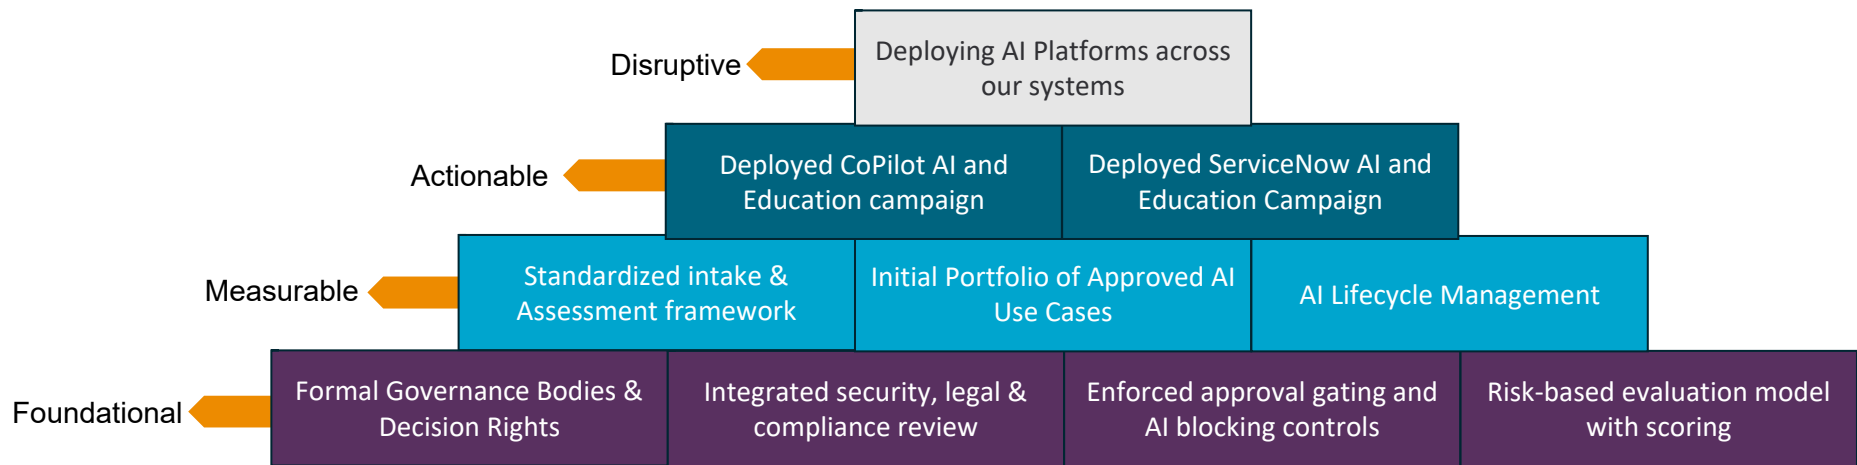 Disruptive
Deploying AI Platforms across
our systems
Actionable
Deployed CoPilot AI and
Education campaign
Deployed ServiceNow AI and
Education Campaign
Measurable
Standardized intake &
Assessment framework
Initial Portfolio of Approved AI
Use Cases
AI Lifecycle Management
Foundational
Formal Governance Bodies &
Decision Rights
Integrated security, legal &
compliance review
Enforced approval gating and
AI blocking controls
Risk-based evaluation model
with scoring